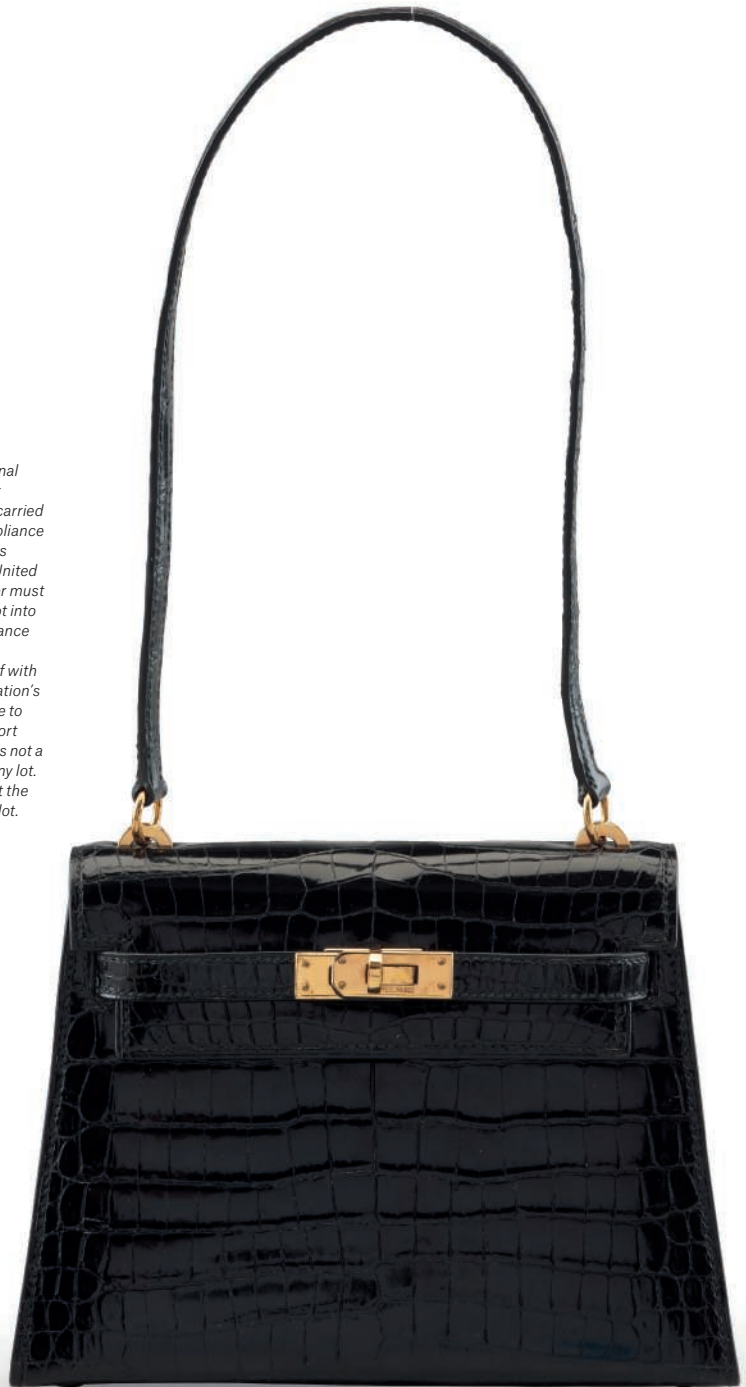 nal
carried
pliance
s
United
r must
ot into
ance
f with
ation's
e to
ort
s not a
ny lot.
t the
lot.